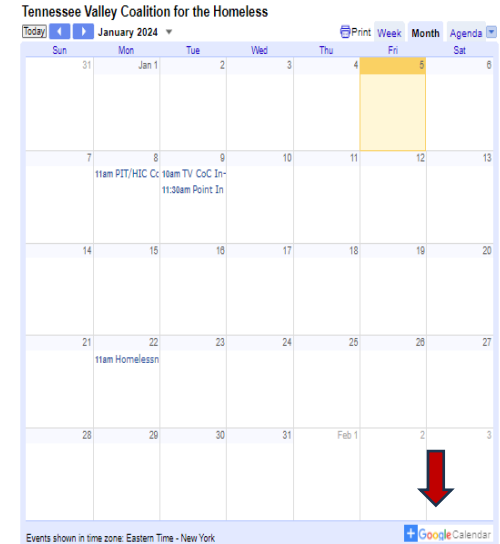 Tennessee Valley Coalition for the Homeless
Today January 2024 Print Week Month Agenda
Sun Mon Tue Wed Thu Fri Sat
31 Jan 1 2 3 4 5 6
7 8 9 10 11 12 13
11am PIT/HIC Cc 10am TV CoC In-
11:30am Point In
14 15 16 17 18 19 20
21 22 23 24 25 26 27
11am Homelessn
28 29 30 31 Feb 1 2 3
Events shown in time zone: Eastern Time - New York
+ Google Calendar